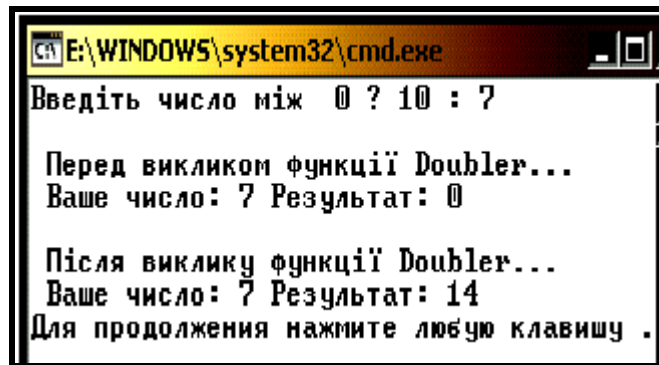 E:\WINDOWS\system32\cmd.exe
Введіть число між 0 ? 10 : 7
Перед викликом функції Doubler...
Ваше число: 7 Результат: 0
Після виклику функції Doubler...
Ваше число: 7 Результат: 14
Для продолжения нажмите любую клавишу .